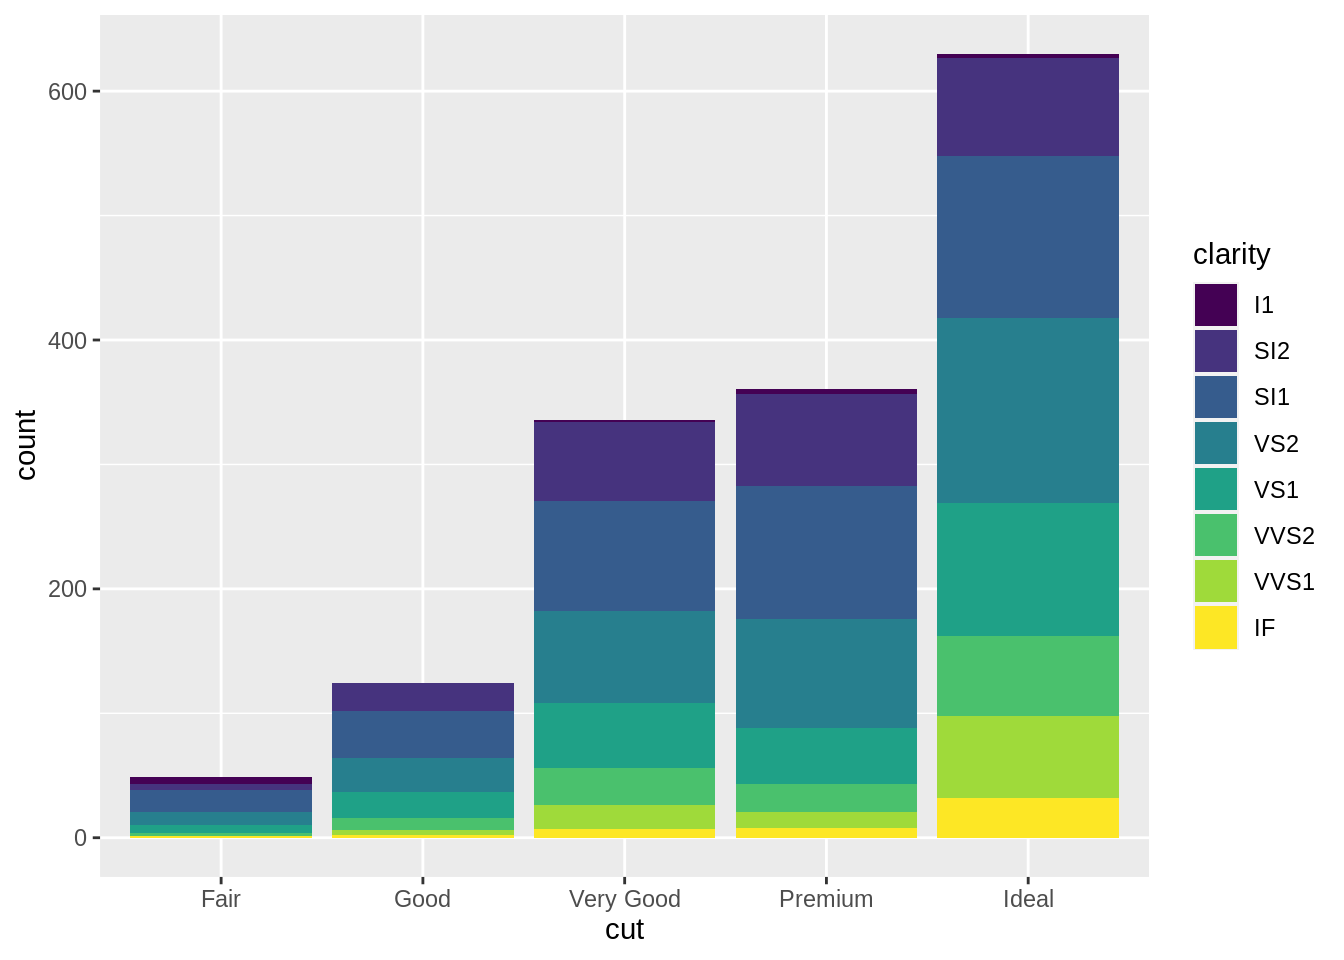 600
400
200
0
count
Fair Good Very Good Premium Ideal
cut
clarity
I1
SI2
SI1
VS2
VS1
VVS2
VVS1
IF